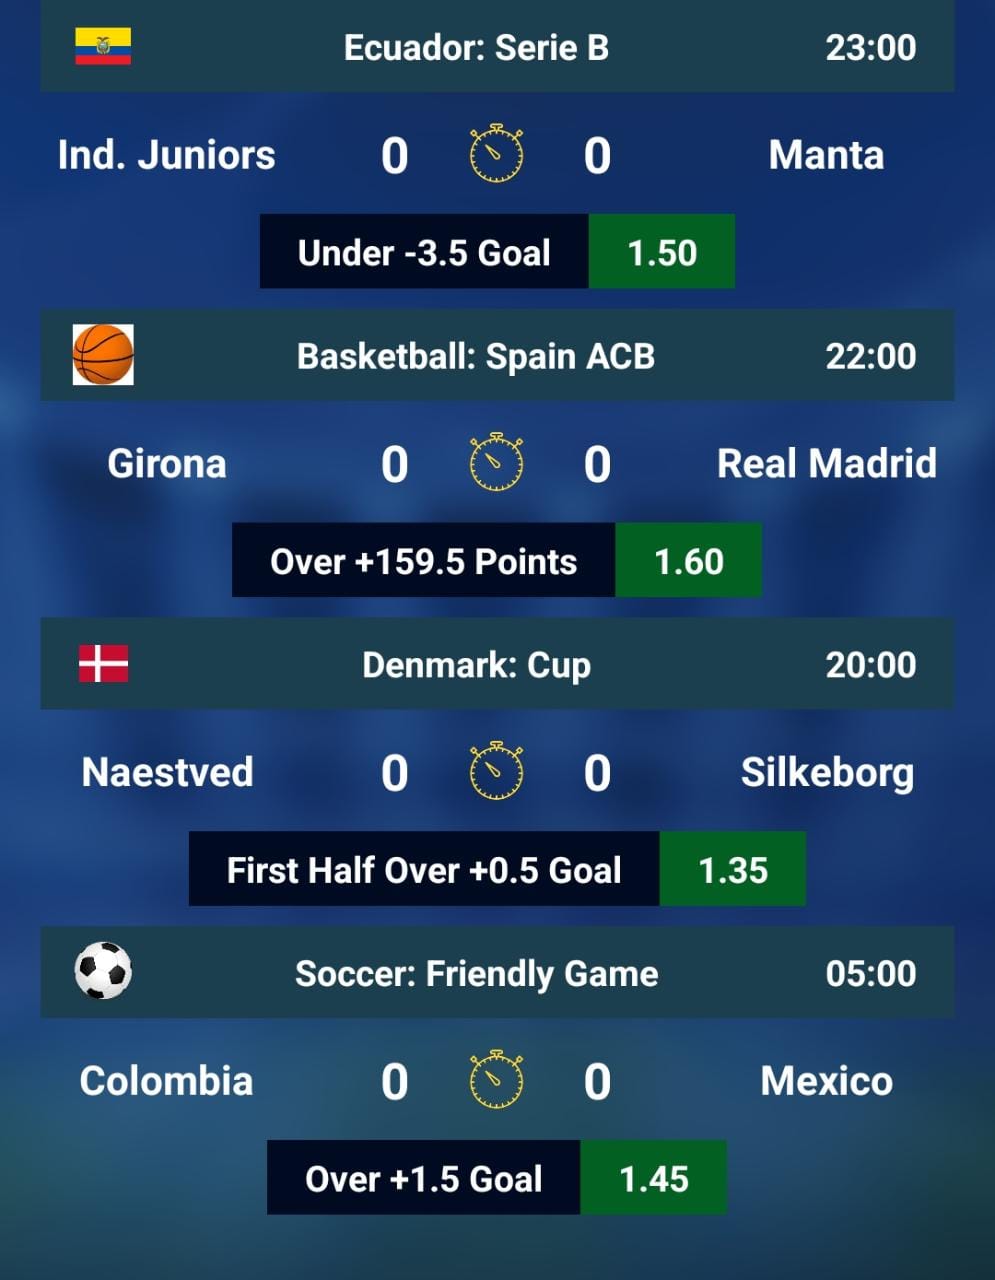 Ecuador: Serie B 23:00
Ind. Juniors 0 0 Manta
Under -3.5 Goal 1.50
Basketball: Spain ACB 22:00
Girona 0 0 Real Madrid
Over +159.5 Points 1.60
Denmark: Cup 20:00
Naestved 0 0 Silkeborg
First Half Over +0.5 Goal 1.35
Soccer: Friendly Game 05:00
Colombia 0 0 Mexico
Over +1.5 Goal 1.45